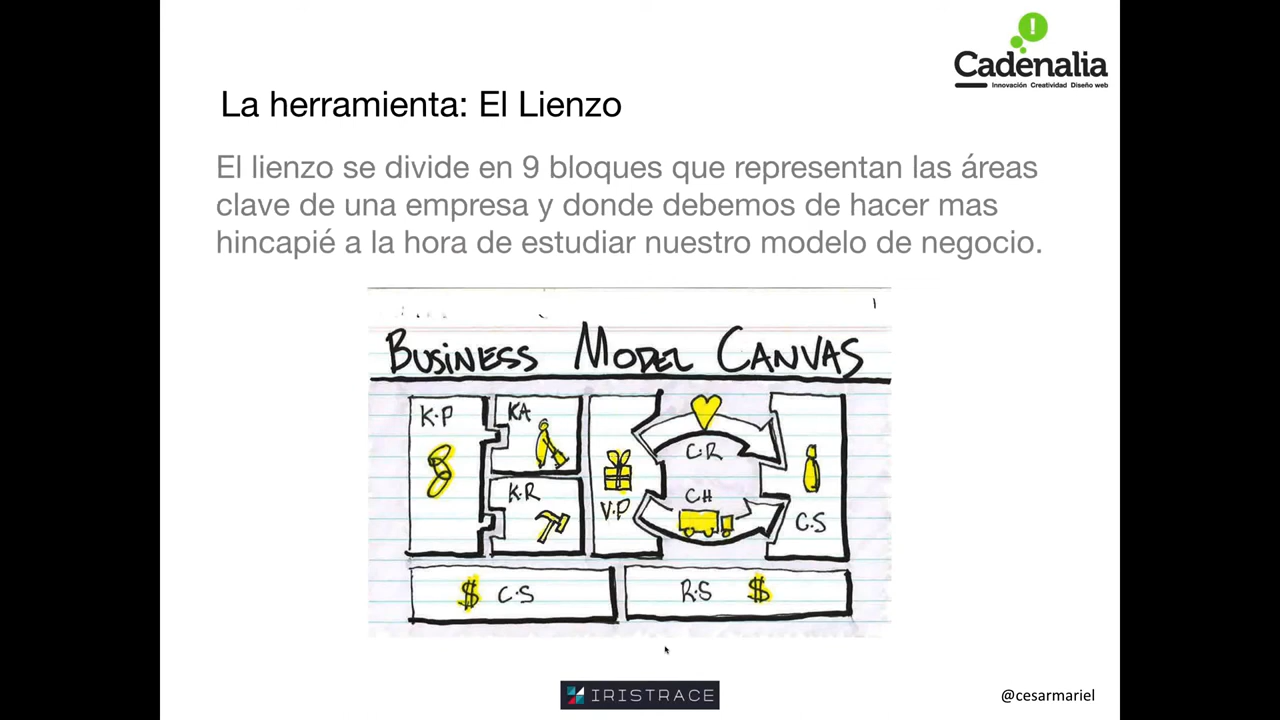 !
Cadenalia
Innovación Creatividad Diseño web
La herramienta: El Lienzo
El lienzo se divide en 9 bloques que representan las áreas
clave de una empresa y donde debemos de hacer mas
hincapié a la hora de estudiar nuestro modelo de negocio.
1
BUSINESS MODEL CANVAS
K·P
KA
K·R
V·P
C·R
CH
C·S
$ C·S
R·S $
IRISTRACE
@cesarmariel